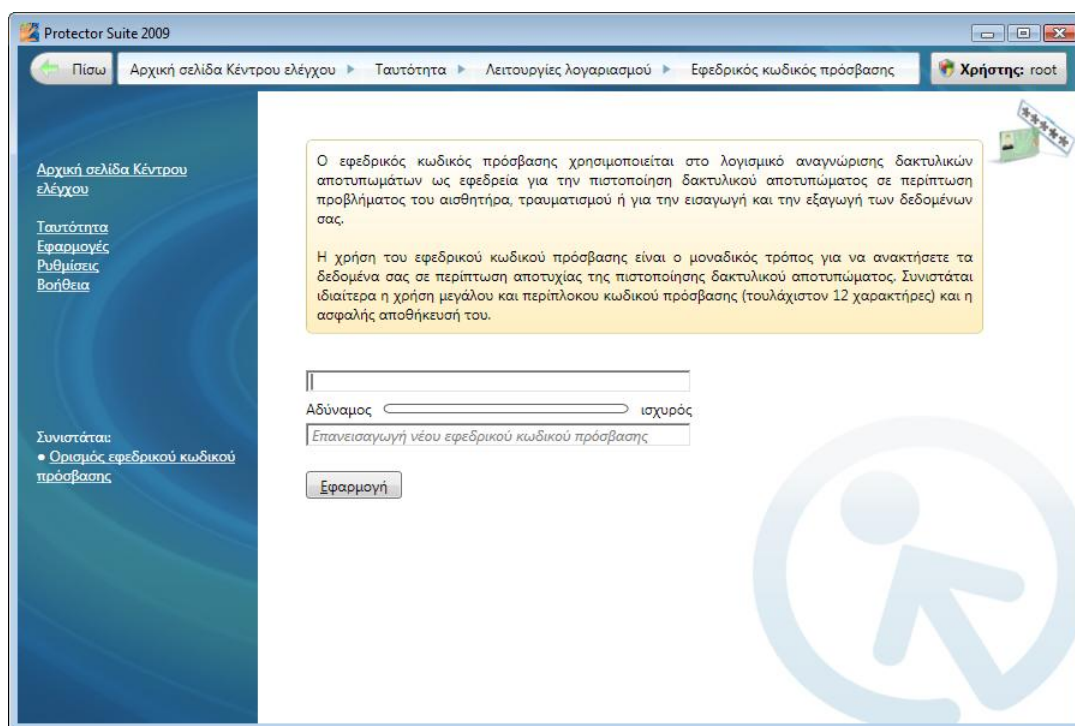 Protector Suite 2009
Πίσω
Αρχική σελίδα Κέντρου ελέγχου
Ταυτότητα
Λειτουργίες λογαριασμού
Εφεδρικός κωδικός πρόσβασης
Χρήστης: root
Αρχική σελίδα Κέντρου
ελέγχου
Ταυτότητα
Εφαρμογές
Ρυθμίσεις
Βοήθεια
Συνιστάται:
• Ορισμός εφεδρικού κωδικού
πρόσβασης
Ο εφεδρικός κωδικός πρόσβασης χρησιμοποιείται στο λογισμικό αναγνώρισης δακτυλικών
αποτυπωμάτων ως εφεδρεία για την πιστοποίηση δακτυλικού αποτυπώματος σε περίπτωση
προβλήματος του αισθητήρα, τραυματισμού ή για την εισαγωγή και την εξαγωγή των δεδομένων
σας.
Η χρήση του εφεδρικού κωδικού πρόσβασης είναι ο μοναδικός τρόπος για να ανακτήσετε τα
δεδομένα σας σε περίπτωση αποτυχίας της πιστοποίησης δακτυλικού αποτυπώματος. Συνιστάται
ιδιαίτερα η χρήση μεγάλου και περίπλοκου κωδικού πρόσβασης (τουλάχιστον 12 χαρακτήρες) και η
ασφαλής αποθήκευσή του.
Αδύναμος
ισχυρός
Επανεισαγωγή νέου εφεδρικού κωδικού πρόσβασης
Εφαρμογή